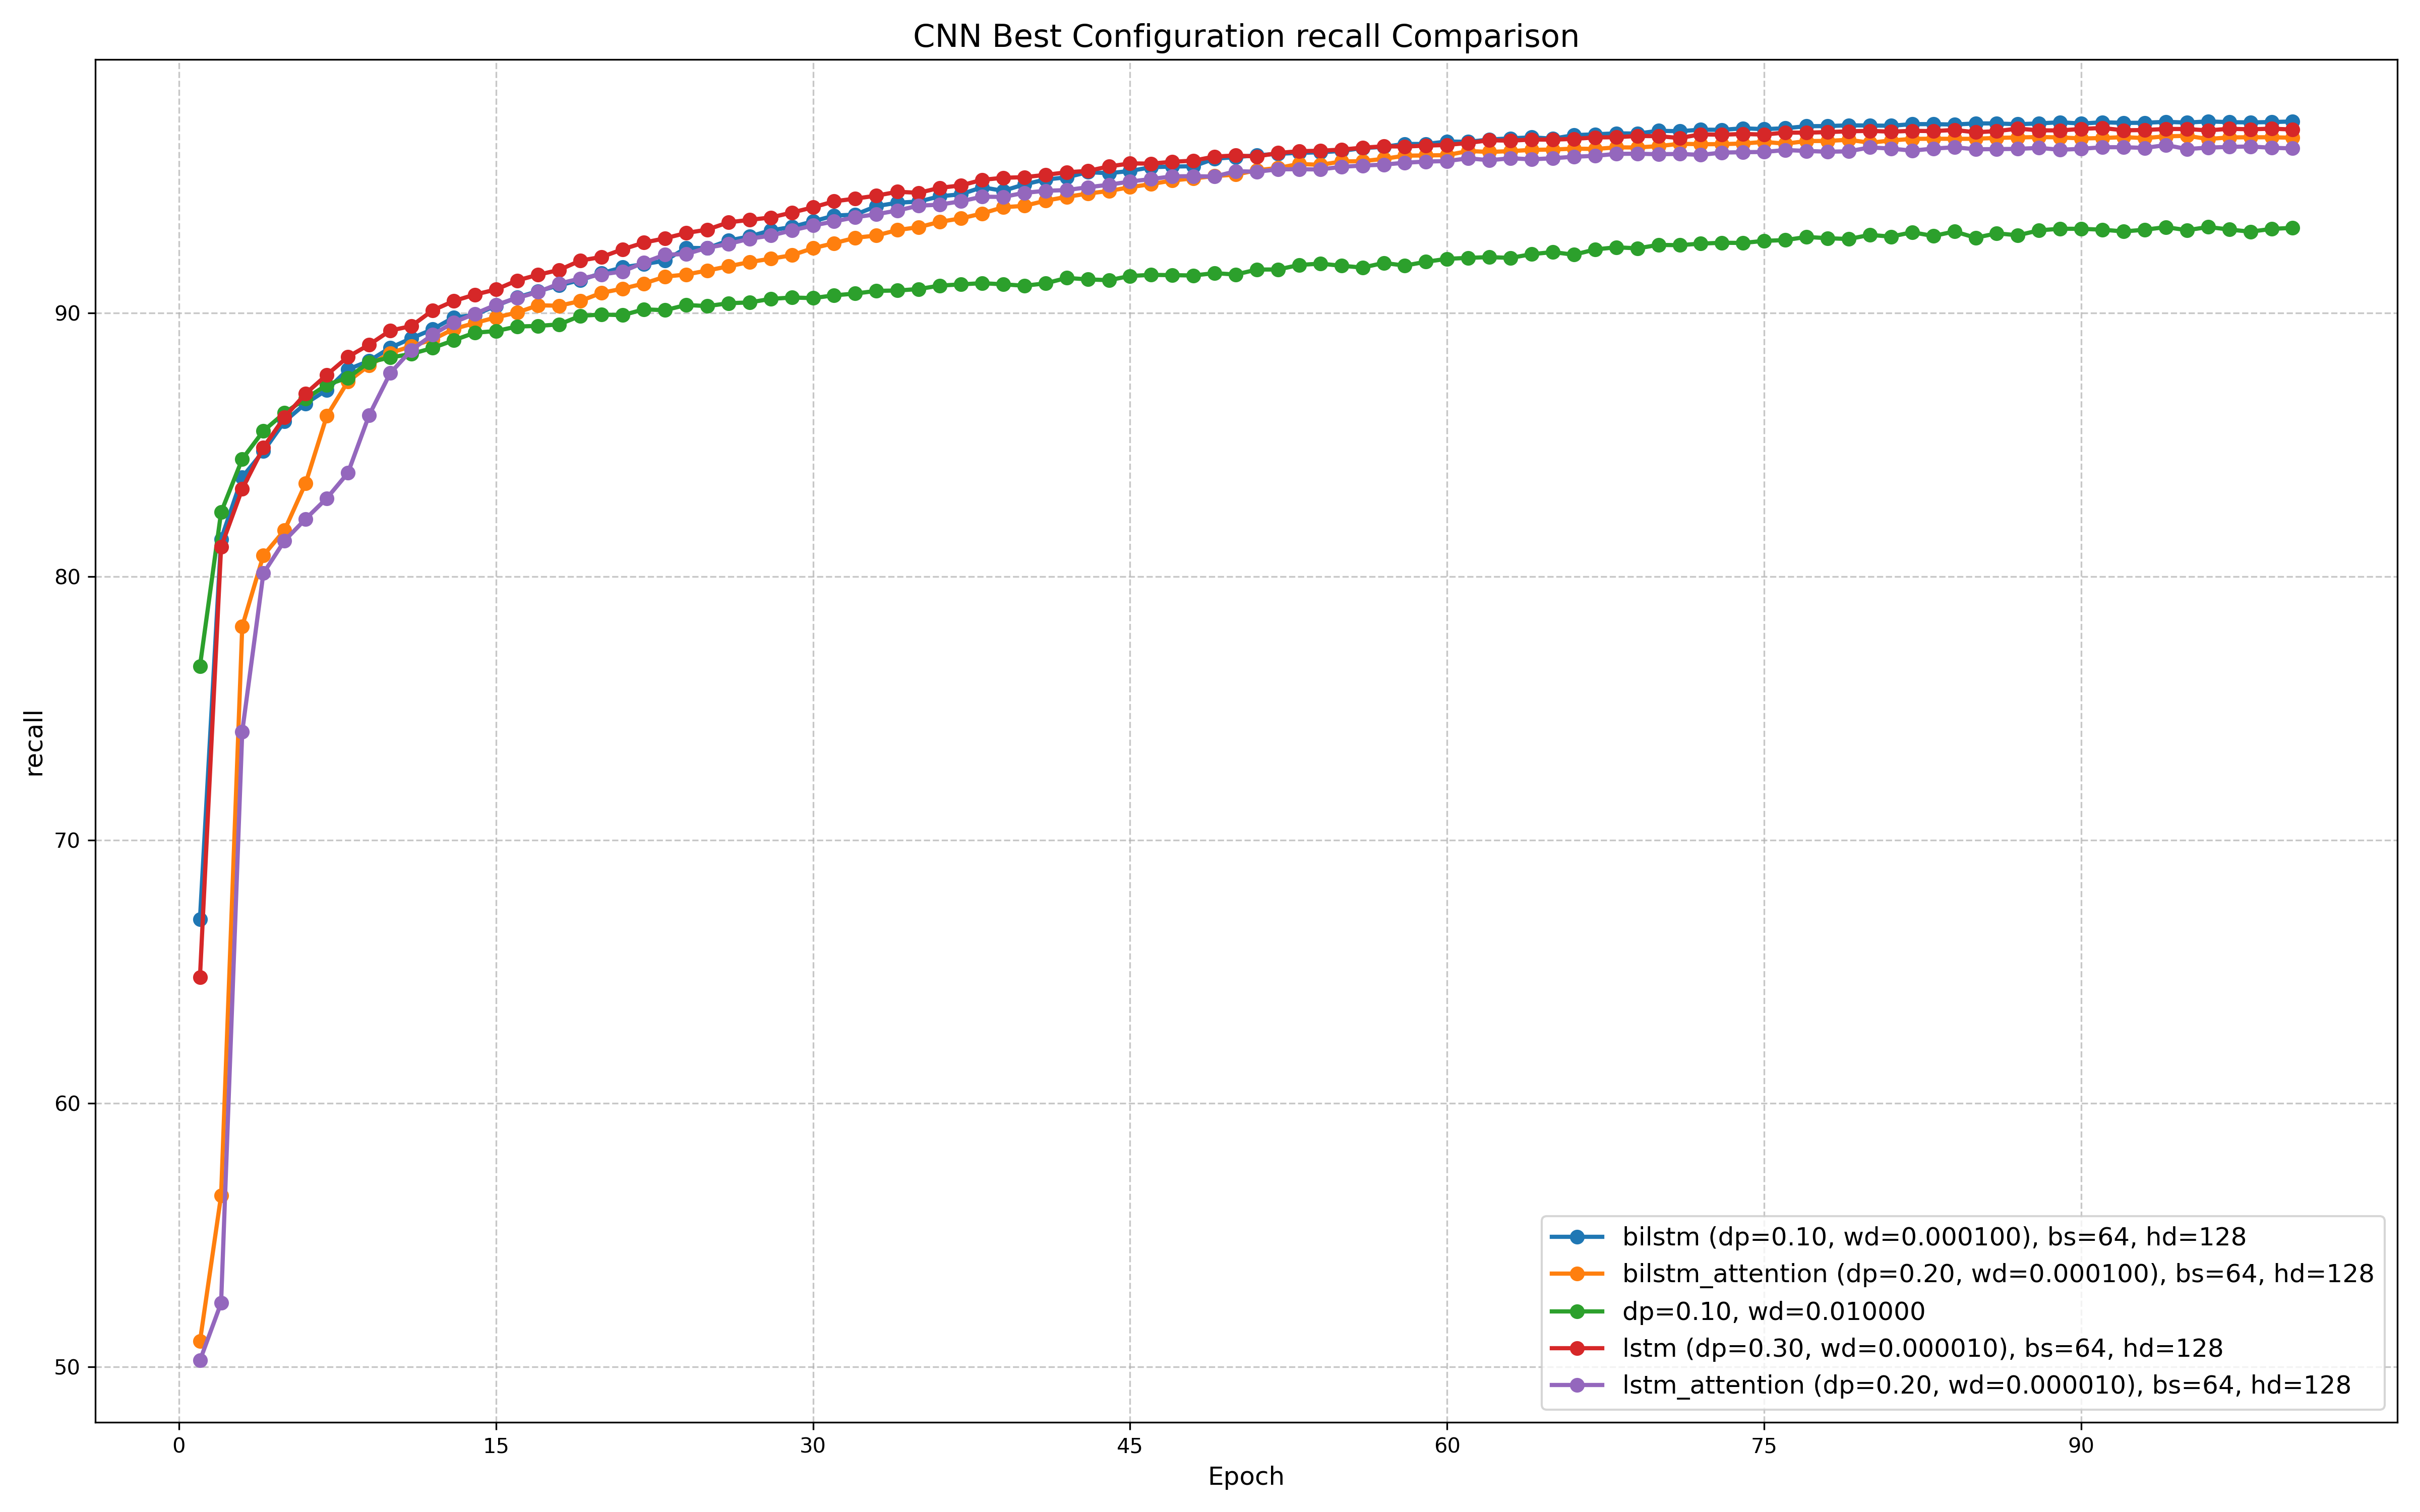 CNN Best Configuration recall Comparison
recall
90
80
70
60
50
0 15 30 45 60 75 90
Epoch
bilstm (dp=0.10, wd=0.000100), bs=64, hd=128
bilstm_attention (dp=0.20, wd=0.000100), bs=64, hd=128
dp=0.10, wd=0.010000
lstm (dp=0.30, wd=0.000010), bs=64, hd=128
lstm_attention (dp=0.20, wd=0.000010), bs=64, hd=128